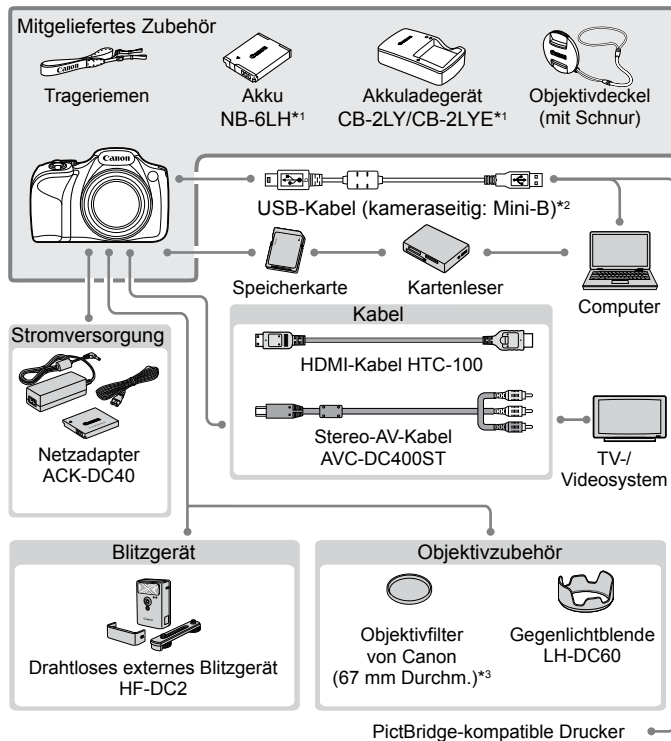 Mitgeliefertes Zubehör
Canon
Trageriemen
Akku
NB-6LH*1
Akkuladegerät
CB-2LY/CB-2LYE*1
Objektivdeckel
(mit Schnur)
Canon
USB-Kabel (kameraseitig: Mini-B)*2
Speicherkarte
Kartenleser
Computer
Stromversorgung
Netzadapter
ACK-DC40
Kabel
HDMI-Kabel HTC-100
Stereo-AV-Kabel
AVC-DC400ST
TV-/
Videosystem
Blitzgerät
Drahtloses externes Blitzgerät
HF-DC2
Objektivzubehör
Objektivfilter
von Canon
(67 mm Durchm.)*3
Gegenlichtblende
LH-DC60
PictBridge-kompatible Drucker